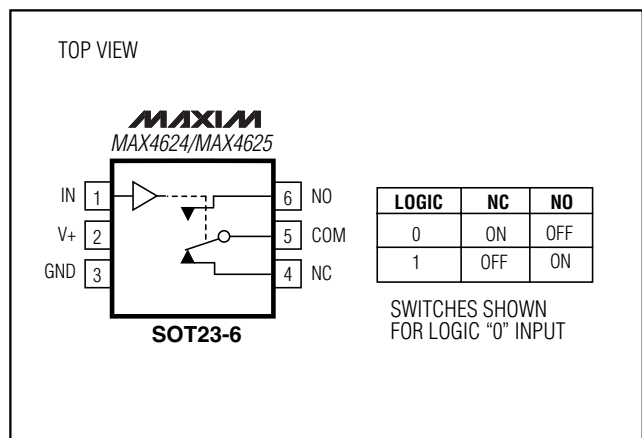 TOP VIEW
MAXIM
MAX4624/MAX4625
IN 1
V+ 2
GND 3
6 NO
5 COM
4 NC
SOT23-6
LOGIC NC NO
0 ON OFF
1 OFF ON
SWITCHES SHOWN
FOR LOGIC “0” INPUT